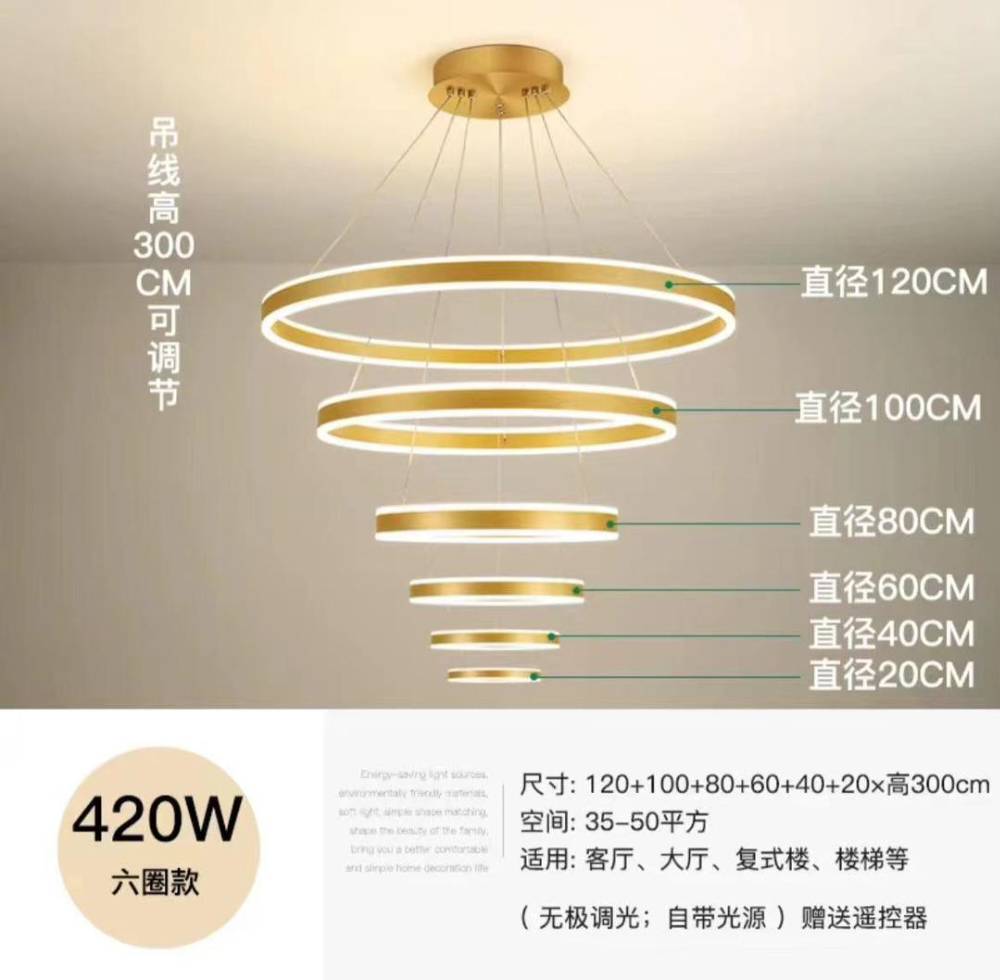 吊线高300CM可调节
直径120CM
直径100CM
直径80CM
直径60CM
直径40CM
直径20CM
420W
六圈款
Energy-saving light sources,
environmentally friendly materials,
soft light, simple shape matching,
shape the beauty of the family,
bring you a better comfortable
and simple home decoration life
尺寸: 120+100+80+60+40+20×高300cm
空间: 35-50平方
适用: 客厅、大厅、复式楼、楼梯等
( 无极调光；自带光源 ) 赠送遥控器